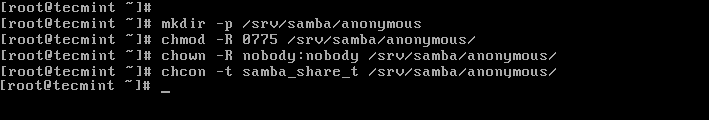 [root@tecmint ~]#
[root@tecmint ~]# mkdir -p /srv/samba/anonymous
[root@tecmint ~]# chmod -R 0775 /srv/samba/anonymous/
[root@tecmint ~]# chown -R nobody:nobody /srv/samba/anonymous/
[root@tecmint ~]# chcon -t samba_share_t /srv/samba/anonymous/
[root@tecmint ~]# _